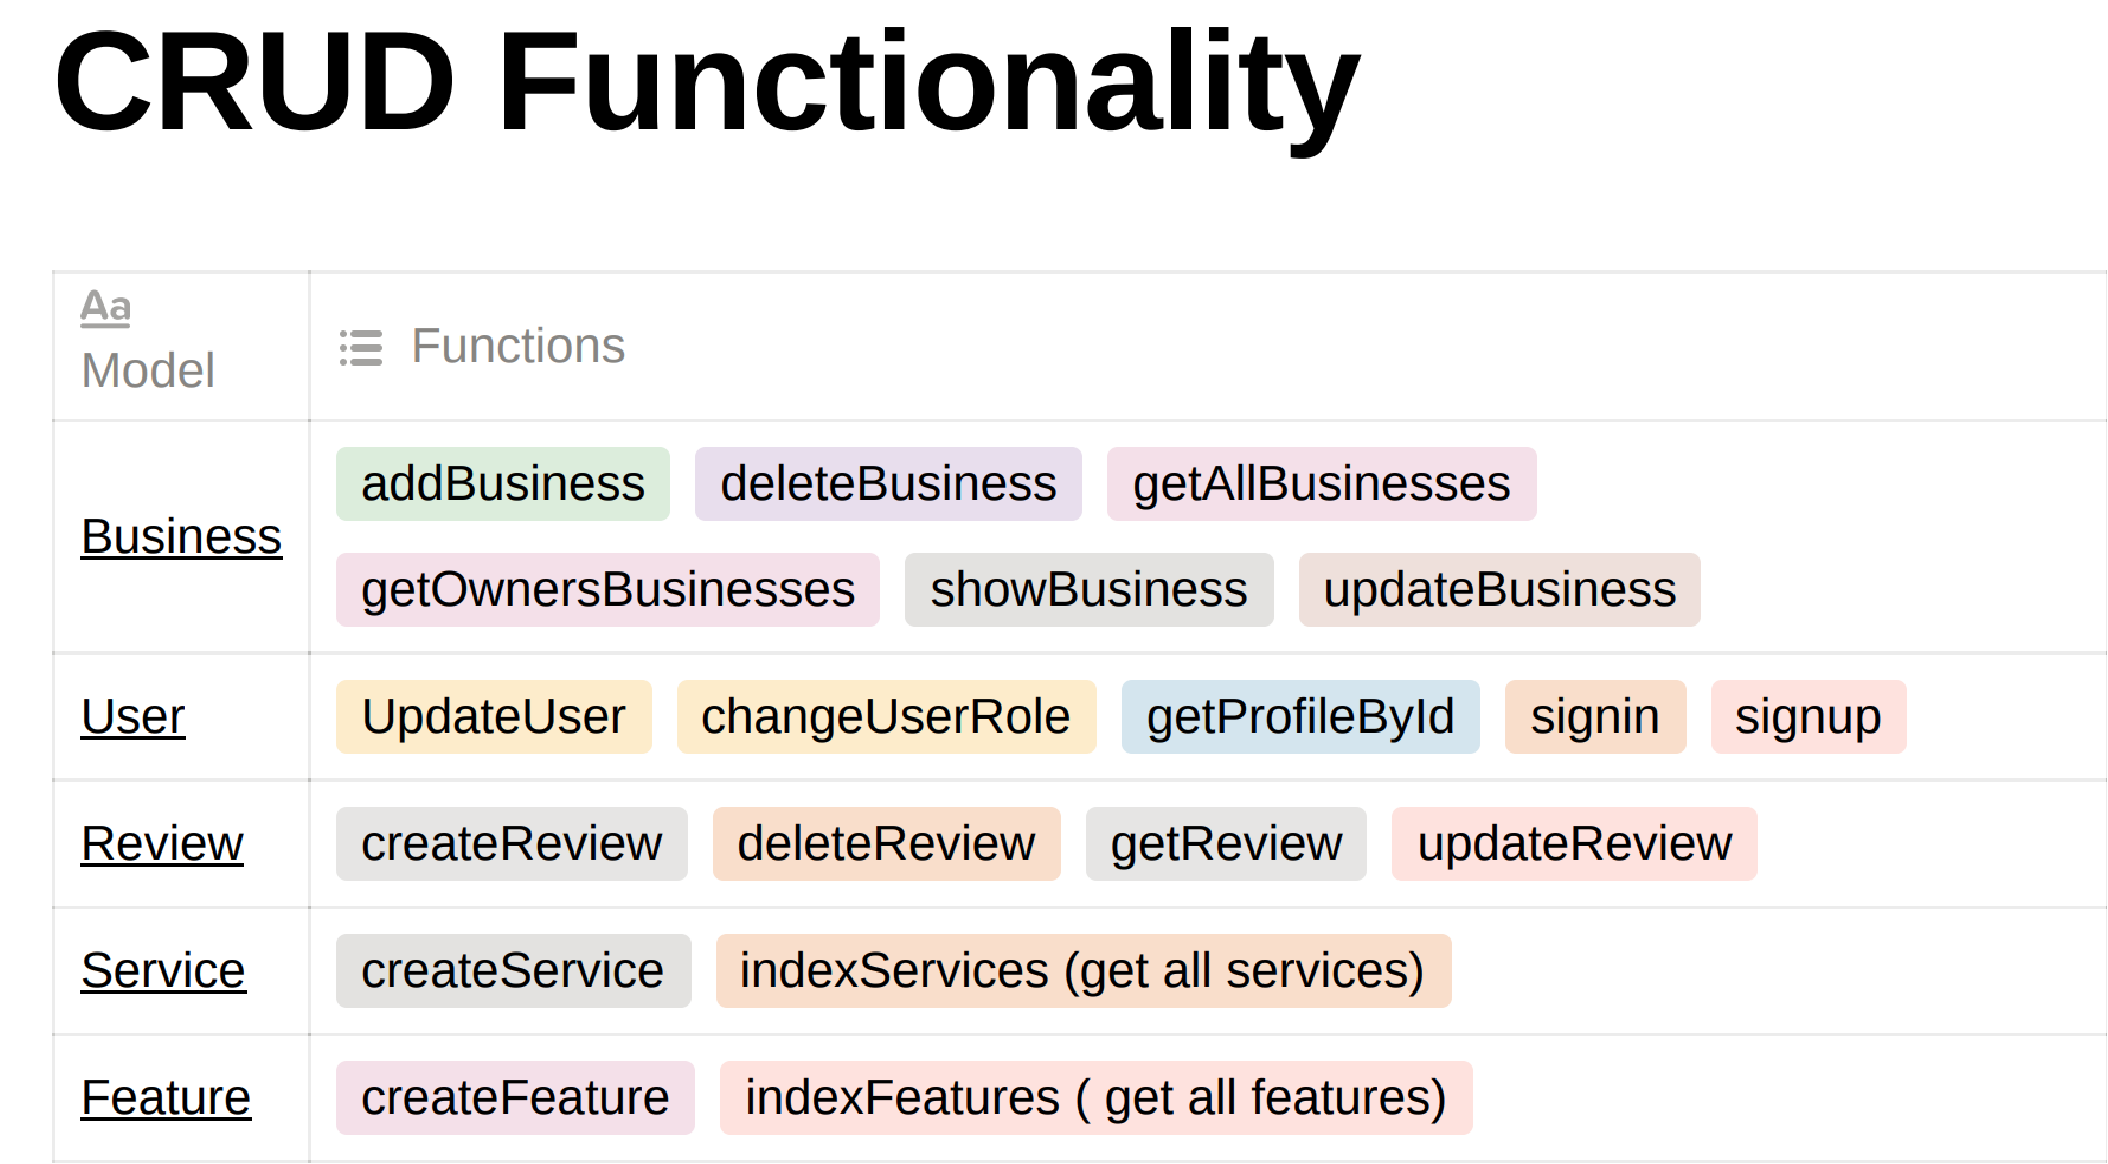 CRUD Functionality
Aa
Model
Functions
Business
addBusiness deleteBusiness getAllBusinesses
getOwnersBusinesses showBusiness updateBusiness
User
UpdateUser changeUserRole getProfileById signin signup
Review
createReview deleteReview getReview updateReview
Service
createService indexServices (get all services)
Feature
createFeature indexFeatures ( get all features)